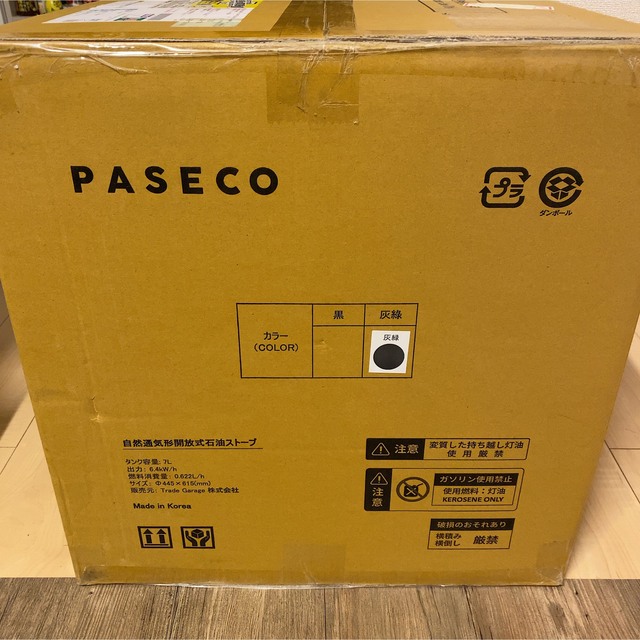 PASECO
プラ
ダンボール
カラー
(COLOR)
黒
灰緑
灰緑
自然通気形開放式石油ストーブ
タンク容量: 7L
出力: 6.4kW/h
燃料消費量: 0.622L/h
サイズ: Φ445×615(mm)
販売元: Trade Garage 株式会社
Made in Korea
注意
変質した持ち越し灯油
使用厳禁
注意
ガソリン使用禁止
使用燃料:灯油
KEROSENE ONLY
破損のおそれあり
横積み
横倒し
厳禁